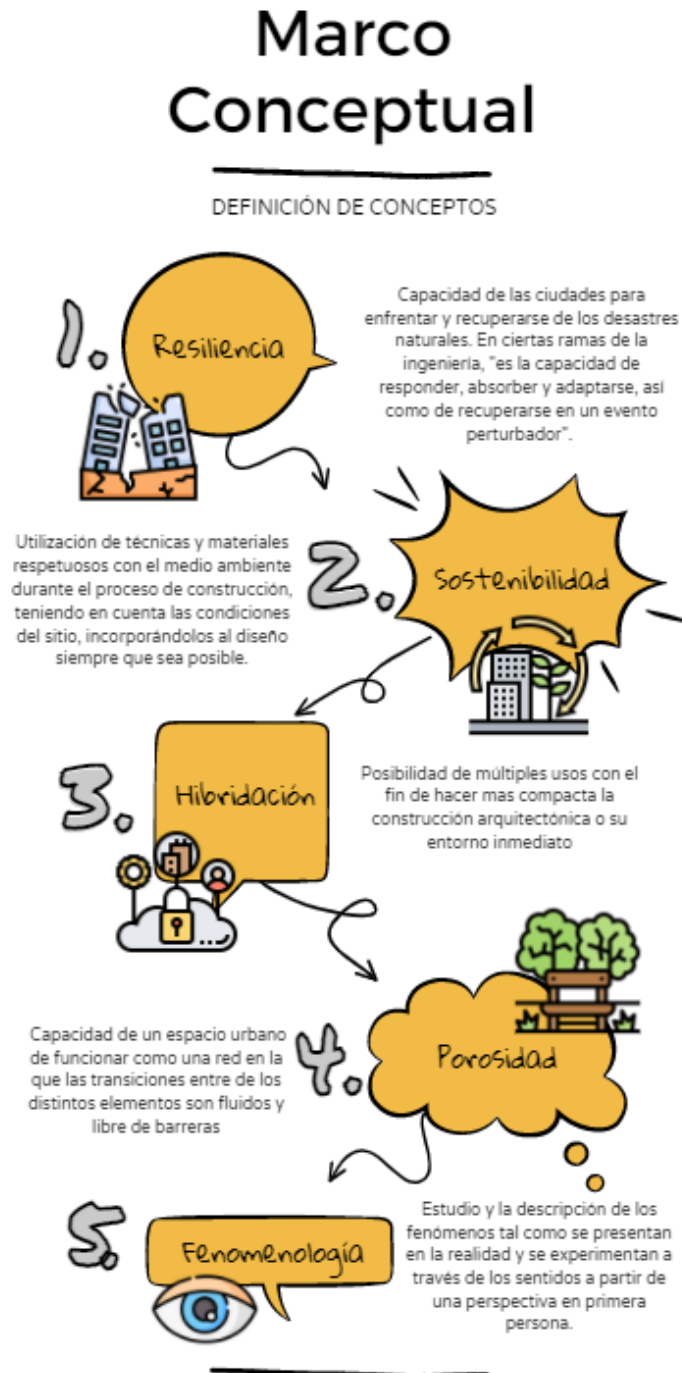 Marco
Conceptual
DEFINICIÓN DE CONCEPTOS
1.
Resiliencia
Capacidad de las ciudades para
enfrentar y recuperarse de los desastres
naturales. En ciertas ramas de la
ingeniería, "es la capacidad de
responder, absorber y adaptarse, así
como de recuperarse en un evento
perturbador".
2.
Sostenibilidad
Utilización de técnicas y materiales
respetuosos con el medio ambiente
durante el proceso de construcción,
teniendo en cuenta las condiciones
del sitio, incorporándolos al diseño
siempre que sea posible.
3.
Hibridación
Posibilidad de múltiples usos con el
fin de hacer mas compacta la
construcción arquitectónica o su
entorno inmediato
4.
Porosidad
Capacidad de un espacio urbano
de funcionar como una red en la
que las transiciones entre de los
distintos elementos son fluidos y
libre de barreras
5.
Fenomenología
Estudio y la descripción de los
fenómenos tal como se presentan
en la realidad y se experimentan a
través de los sentidos a partir de
una perspectiva en primera
persona.